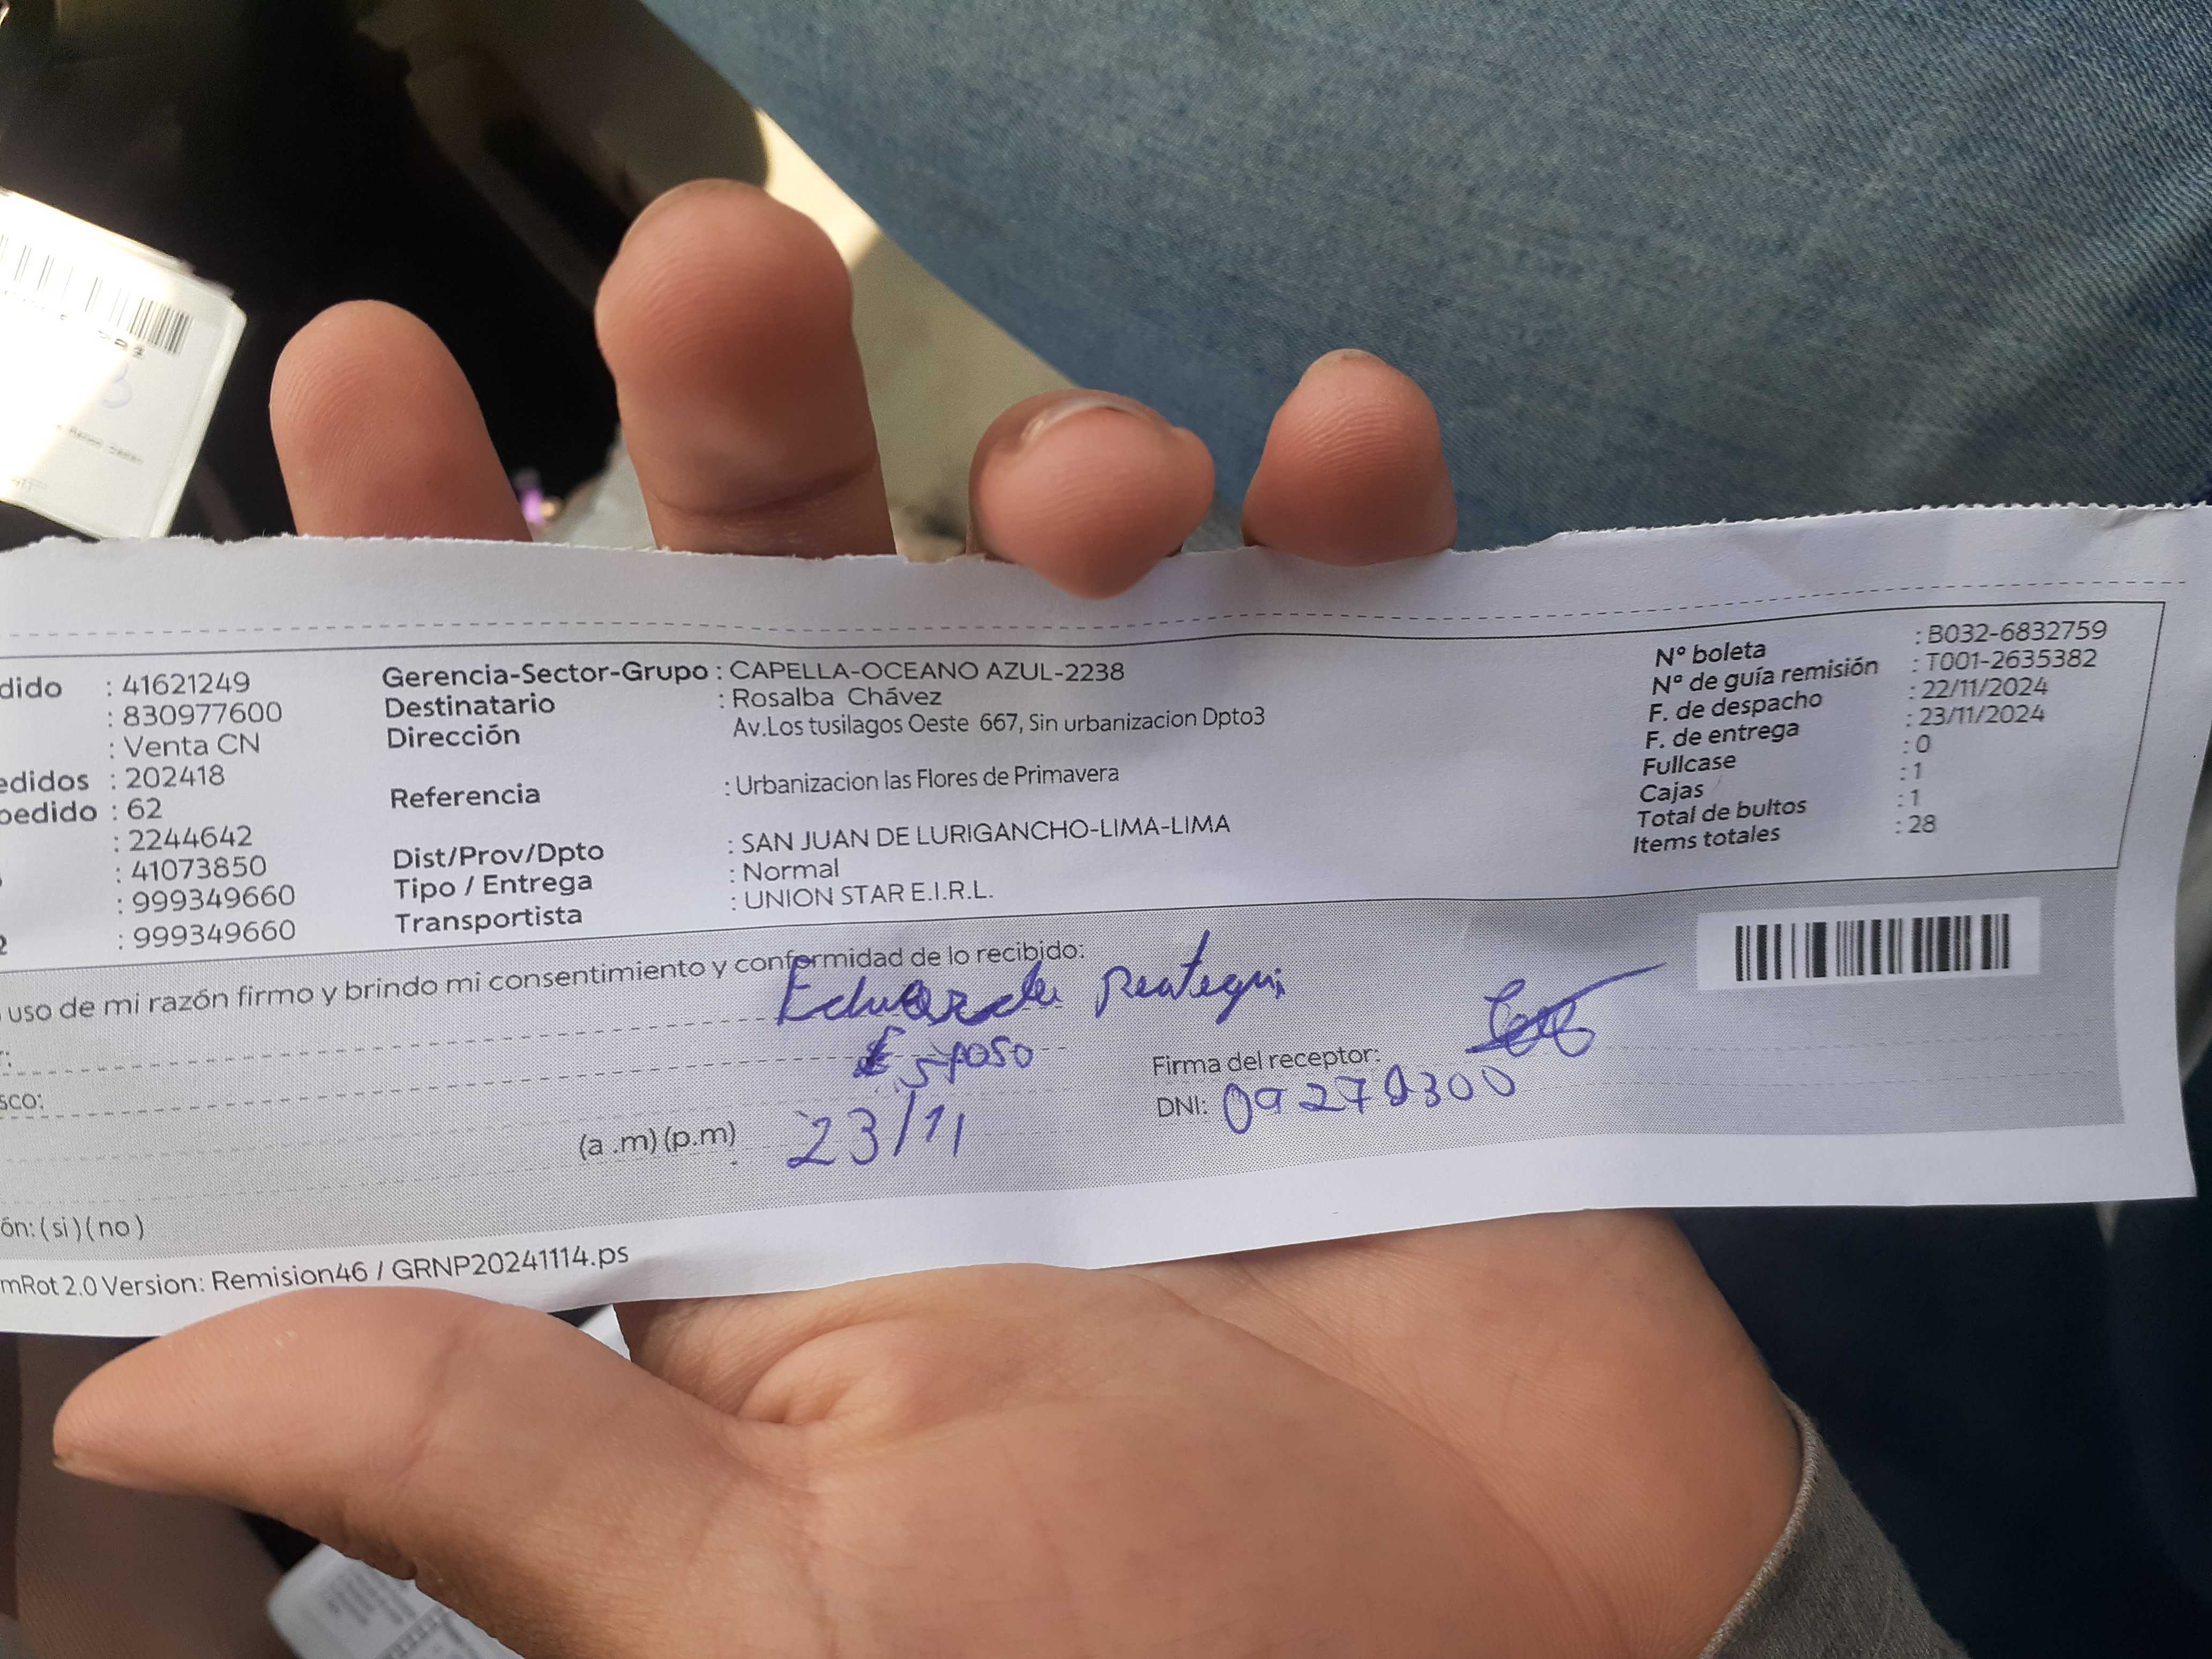 dido : 41621249
: 830977600
: Venta CN
edidos : 202418
pedido : 62
: 2244642
: 41073850
: 999349660
2 : 999349660
Gerencia-Sector-Grupo : CAPELLA-OCEANO AZUL-2238
Destinatario : Rosalba Chávez
Dirección Av.Los tusilagos Oeste 667, Sin urbanizacion Dpto3
Referencia : Urbanizacion las Flores de Primavera
Dist/Prov/Dpto : SAN JUAN DE LURIGANCHO-LIMA-LIMA
Tipo / Entrega : Normal
Transportista : UNION STAR E.I.R.L.
N° boleta : B032-6832759
N° de guía remisión : T001-2635382
F. de despacho : 22/11/2024
F. de entrega : 23/11/2024
Fullcase : 0
Cajas : 1
Total de bultos : 1
Items totales : 28
uso de mi razón firmo y brindo mi consentimiento y conformidad de lo recibido:
Eduardo Reategui
Esposo
sco:
Firma del receptor:
DNI: 09270300
(a .m) (p.m) 23/11
ón: ( si ) ( no )
mRot 2.0 Version: Remision46 / GRNP20241114.ps